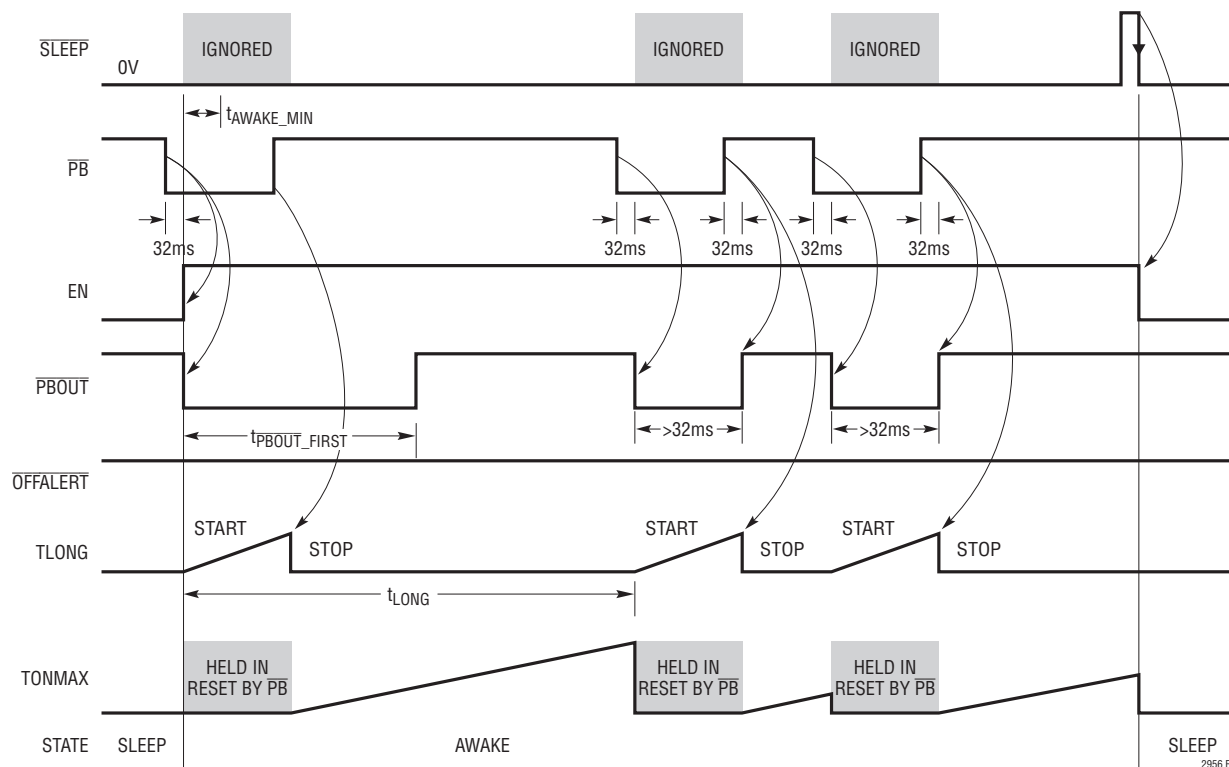 SLEEP
0V
IGNORED
IGNORED
IGNORED
tAWAKE_MIN
PB
32ms
32ms
32ms
32ms
32ms
EN
PBOUT
tPBOUT_FIRST
>32ms
>32ms
OFFALERT
TLONG
START
STOP
START
STOP
START
STOP
tLONG
TONMAX
HELD IN
RESET BY PB
HELD IN
RESET BY PB
HELD IN
RESET BY PB
STATE
SLEEP
AWAKE
SLEEP